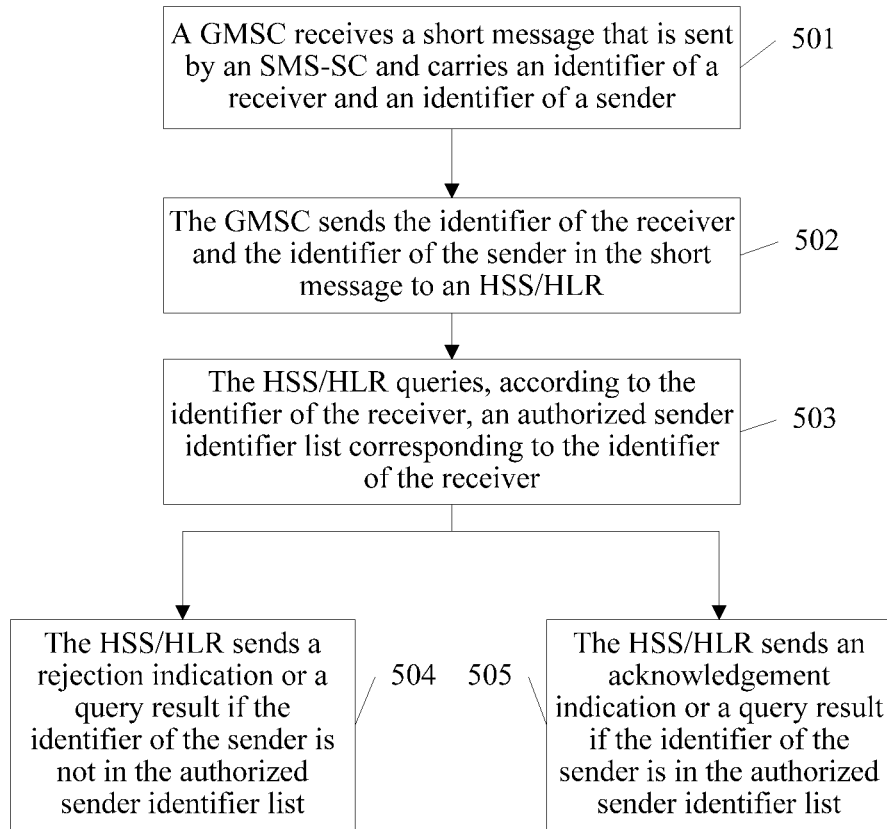 A GMSC receives a short message that is sent
by an SMS-SC and carries an identifier of a
receiver and an identifier of a sender
501
The GMSC sends the identifier of the receiver
and the identifier of the sender in the short
message to an HSS/HLR
502
The HSS/HLR queries, according to the
identifier of the receiver, an authorized sender
identifier list corresponding to the identifier
of the receiver
503
The HSS/HLR sends a
rejection indication or a
query result if the
identifier of the sender is
not in the authorized
sender identifier list
504
505
The HSS/HLR sends an
acknowledgement
indication or a query result
if the identifier of the
sender is in the authorized
sender identifier list